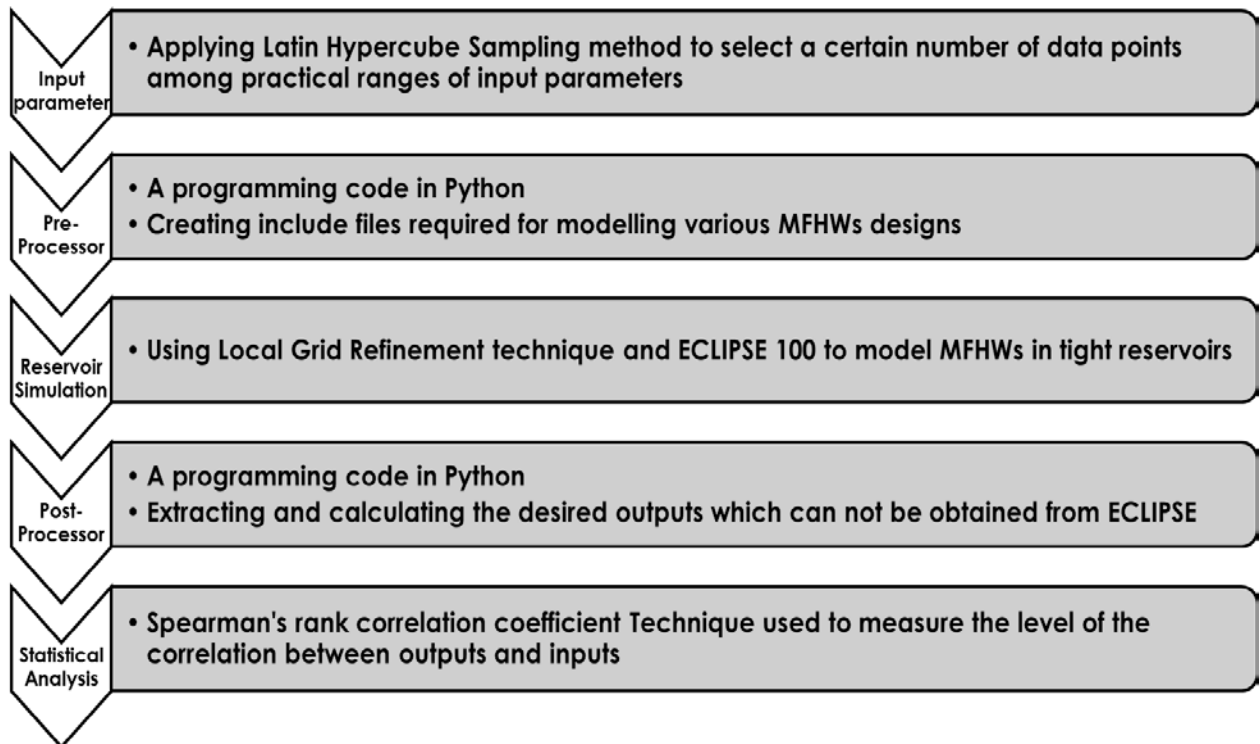 Input
parameter
• Applying Latin Hypercube Sampling method to select a certain number of data points
among practical ranges of input parameters
Pre-
Processor
• A programming code in Python
• Creating include files required for modelling various MFHWs designs
Reservoir
Simulation
• Using Local Grid Refinement technique and ECLIPSE 100 to model MFHWs in tight reservoirs
Post-
Processor
• A programming code in Python
• Extracting and calculating the desired outputs which can not be obtained from ECLIPSE
Statistical
Analysis
• Spearman's rank correlation coefficient Technique used to measure the level of the
correlation between outputs and inputs